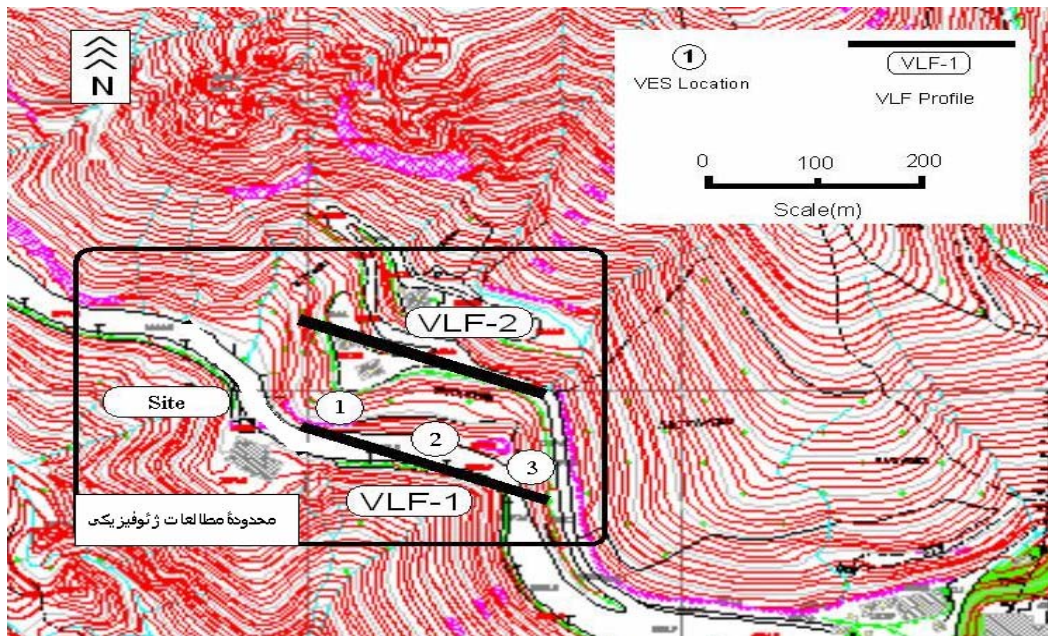 N
1
VES Location
VLF-1
VLF Profile
0 100 200
Scale(m)
VLF-2
Site
1
2
3
VLF-1
محدودهٔ مطالعات ژئوفیزیکی